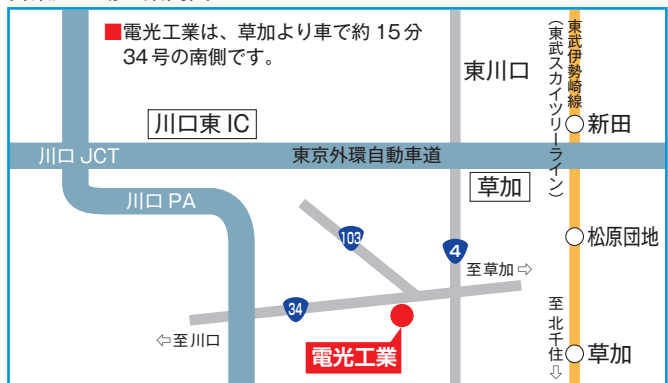 ■電光工業は、草加より車で約15分
34号の南側です。
東川口
東武伊勢崎線
（東武スカイツリーライン）
川口東 IC
新田
川口 JCT
東京外環自動車道
草加
川口 PA
103
4
松原団地
至草加⇨
34
⇦至川口
電光工業
至北千住⇨
草加